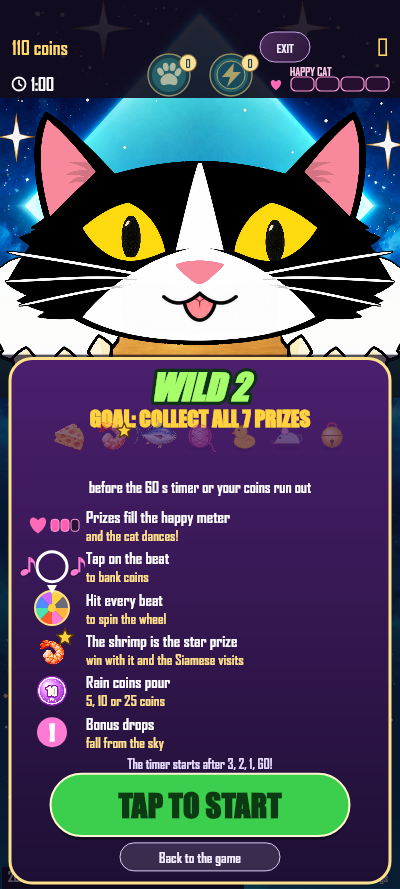 110 coins
EXIT
1:00
0
0
HAPPY CAT
WILD 2
GOAL: COLLECT ALL 7 PRIZES
before the 60 s timer or your coins run out
Prizes fill the happy meter
and the cat dances!
Tap on the beat
to bank coins
Hit every beat
to spin the wheel
The shrimp is the star prize
win with it and the Siamese visits
10
Rain coins pour
5, 10 or 25 coins
!
Bonus drops
fall from the sky
The timer starts after 3, 2, 1, GO!
TAP TO START
Back to the game